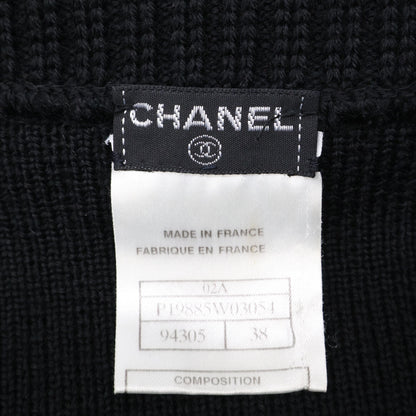 CHANEL
MADE IN FRANCE
FABRIQUE EN FRANCE
02A
P19885W03054
94305 38
COMPOSITION